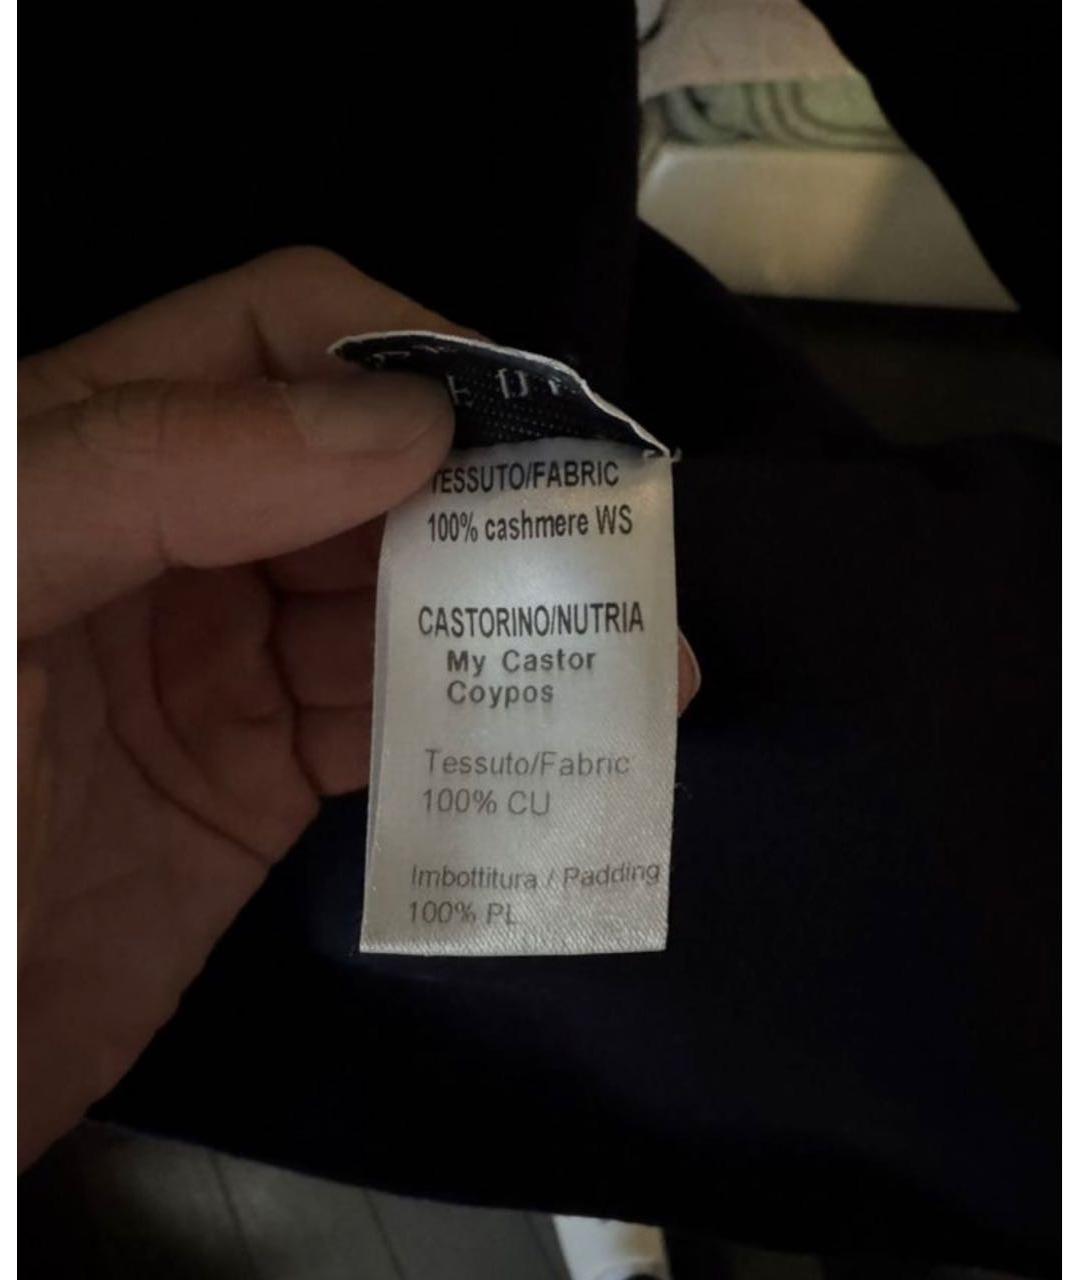 TESSUTO/FABRIC
100% cashmere WS
CASTORINO/NUTRIA
My Castor
Coypos
Tessuto/Fabric
100% CU
Imbottitura / Padding
100% PL